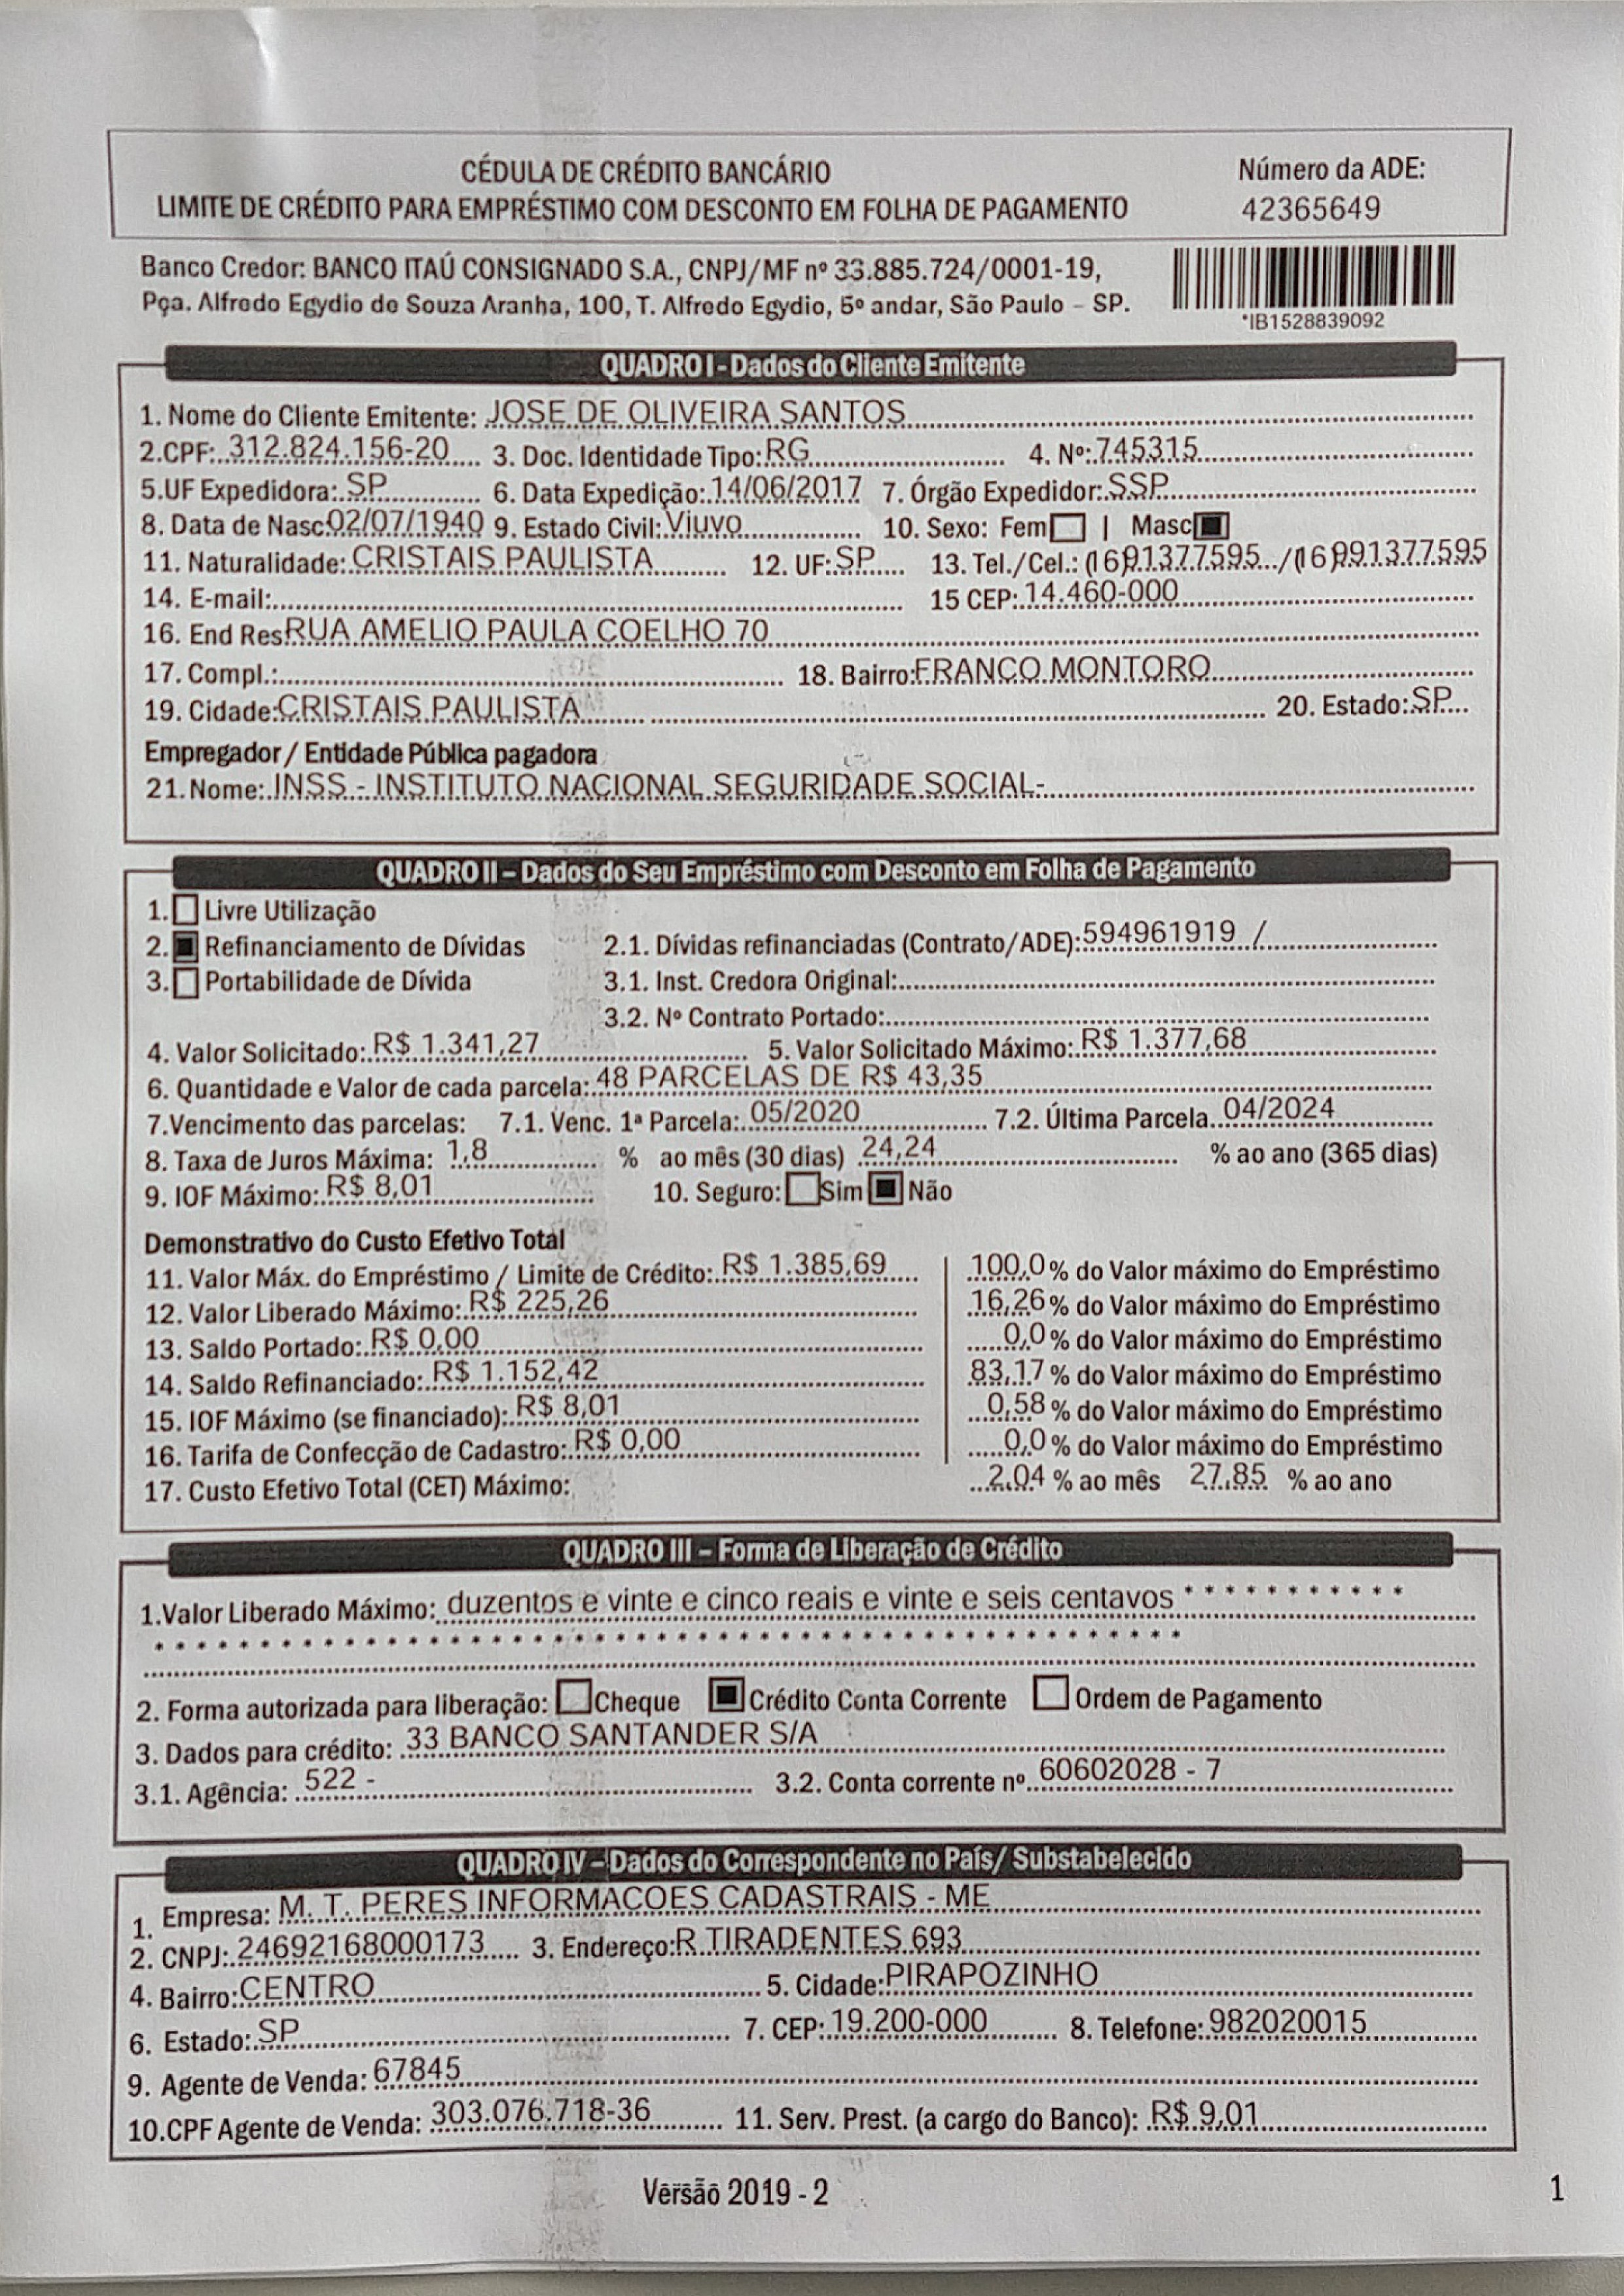 CÉDULA DE CRÉDITO BANCÁRIO
LIMITE DE CRÉDITO PARA EMPRÉSTIMO COM DESCONTO EM FOLHA DE PAGAMENTO
Número da ADE:
42365649
Banco Credor: BANCO ITAÚ CONSIGNADO S.A., CNPJ/MF nº 33.885.724/0001-19,
Pça. Alfredo Egydio de Souza Aranha, 100, T. Alfredo Egydio, 5º andar, São Paulo – SP.
*IB1528839092
QUADRO I - Dados do Cliente Emitente
1. Nome do Cliente Emitente: JOSE DE OLIVEIRA SANTOS
2.CPF: 312.824.156-20 3. Doc. Identidade Tipo: RG 4. Nº: 745315
5.UF Expedidora: SP 6. Data Expedição: 14/06/2017 7. Órgão Expedidor: SSP
8. Data de Nasc: 02/07/1940 9. Estado Civil: Viuvo 10. Sexo: Fem | Masc
11. Naturalidade: CRISTAIS PAULISTA 12. UF: SP 13. Tel./Cel.: (16)91377595 /(16)991377595
14. E-mail: 15 CEP: 14.460-000
16. End Res: RUA AMELIO PAULA COELHO 70
17. Compl.: 18. Bairro: FRANCO MONTORO
19. Cidade: CRISTAIS PAULISTA 20. Estado: SP
Empregador / Entidade Pública pagadora
21. Nome: INSS - INSTITUTO NACIONAL SEGURIDADE SOCIAL-
QUADRO II – Dados do Seu Empréstimo com Desconto em Folha de Pagamento
1. Livre Utilização
2. Refinanciamento de Dívidas 2.1. Dívidas refinanciadas (Contrato/ADE): 594961919 /
3. Portabilidade de Dívida 3.1. Inst. Credora Original:
3.2. Nº Contrato Portado:
4. Valor Solicitado: R$ 1.341,27 5. Valor Solicitado Máximo: R$ 1.377,68
6. Quantidade e Valor de cada parcela: 48 PARCELAS DE R$ 43,35
7.Vencimento das parcelas: 7.1. Venc. 1ª Parcela: 05/2020 7.2. Última Parcela 04/2024
8. Taxa de Juros Máxima: 1,8 % ao mês (30 dias) 24,24 % ao ano (365 dias)
9. IOF Máximo: R$ 8,01 10. Seguro: Sim Não
Demonstrativo do Custo Efetivo Total
11. Valor Máx. do Empréstimo / Limite de Crédito: R$ 1.385,69 100,0% do Valor máximo do Empréstimo
12. Valor Liberado Máximo: R$ 225,26 16,26% do Valor máximo do Empréstimo
13. Saldo Portado: R$ 0,00 0,0% do Valor máximo do Empréstimo
14. Saldo Refinanciado: R$ 1.152,42 83,17% do Valor máximo do Empréstimo
15. IOF Máximo (se financiado): R$ 8,01 0,58% do Valor máximo do Empréstimo
16. Tarifa de Confecção de Cadastro: R$ 0,00 0,0% do Valor máximo do Empréstimo
17. Custo Efetivo Total (CET) Máximo: 2,04 % ao mês 27,85 % ao ano
QUADRO III – Forma de Liberação de Crédito
1.Valor Liberado Máximo: duzentos e vinte e cinco reais e vinte e seis centavos * * * * * * * * * * *
* * * * * * * * * * * * * * * * * * * * * * * * * * * * * * * * * * * * * * * * * * * * * * * * *
2. Forma autorizada para liberação: Cheque Crédito Conta Corrente Ordem de Pagamento
3. Dados para crédito: 33 BANCO SANTANDER S/A
3.1. Agência: 522 - 3.2. Conta corrente nº 60602028 - 7
QUADRO IV – Dados do Correspondente no País/ Substabelecido
1. Empresa: M. T. PERES INFORMACOES CADASTRAIS - ME
2. CNPJ: 24692168000173 3. Endereço: R TIRADENTES 693
4. Bairro: CENTRO 5. Cidade: PIRAPOZINHO
6. Estado: SP 7. CEP: 19.200-000 8. Telefone: 982020015
9. Agente de Venda: 67845
10.CPF Agente de Venda: 303.076.718-36 11. Serv. Prest. (a cargo do Banco): R$ 9,01
Versão 2019 - 2
1